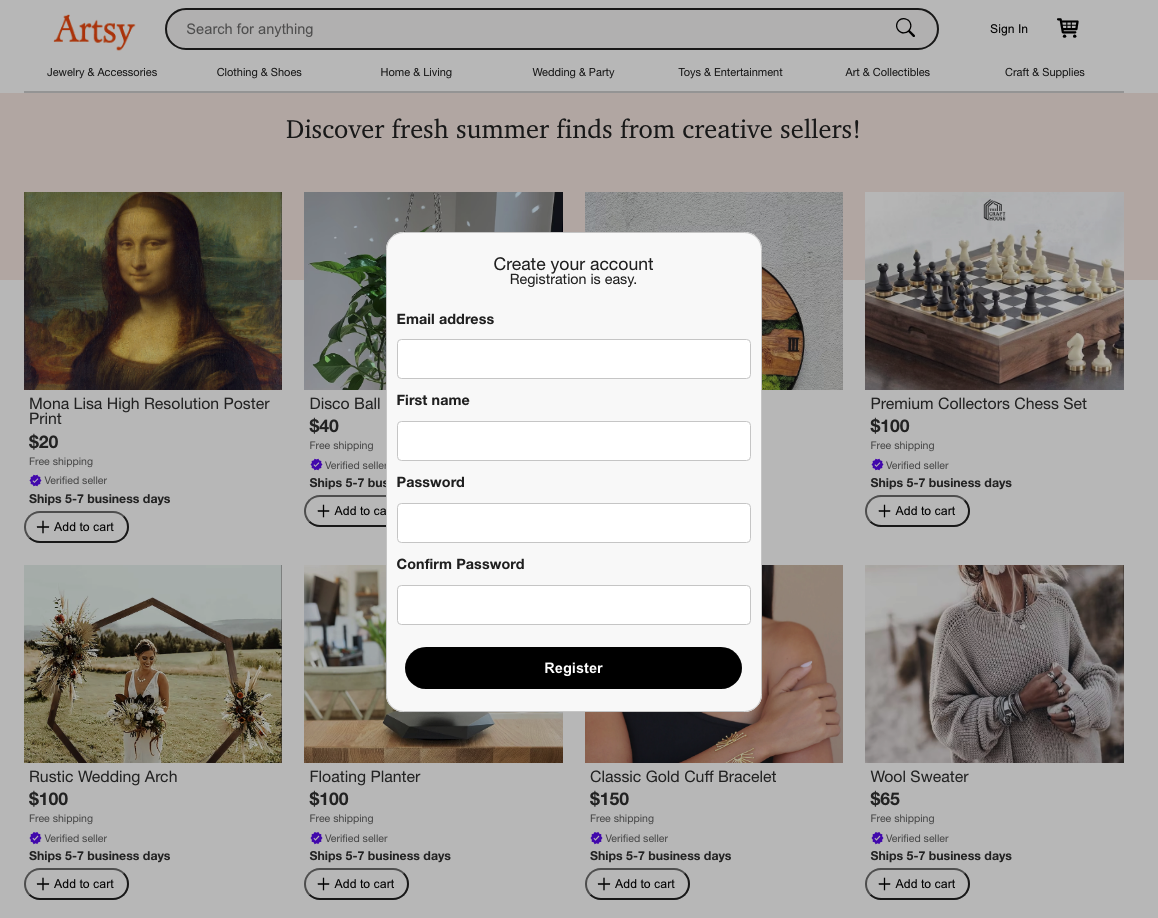 Artsy
Search for anything
Sign In
Jewelry & Accessories
Clothing & Shoes
Home & Living
Wedding & Party
Toys & Entertainment
Art & Collectibles
Craft & Supplies
Discover fresh summer finds from creative sellers!
CRAFT
HOUSE
Create your account
Registration is easy.
Email address
First name
Password
Confirm Password
Register
Mona Lisa High Resolution Poster
Print
$20
Free shipping
Verified seller
Ships 5-7 business days
Add to cart
Disco Ball
$40
Free shipping
Verified seller
Ships 5-7 bus
Add to ca
III
Premium Collectors Chess Set
$100
Free shipping
Verified seller
Ships 5-7 business days
Add to cart
Rustic Wedding Arch
$100
Free shipping
Verified seller
Ships 5-7 business days
Add to cart
Floating Planter
$100
Free shipping
Verified seller
Ships 5-7 business days
Add to cart
Classic Gold Cuff Bracelet
$150
Free shipping
Verified seller
Ships 5-7 business days
Add to cart
Wool Sweater
$65
Free shipping
Verified seller
Ships 5-7 business days
Add to cart